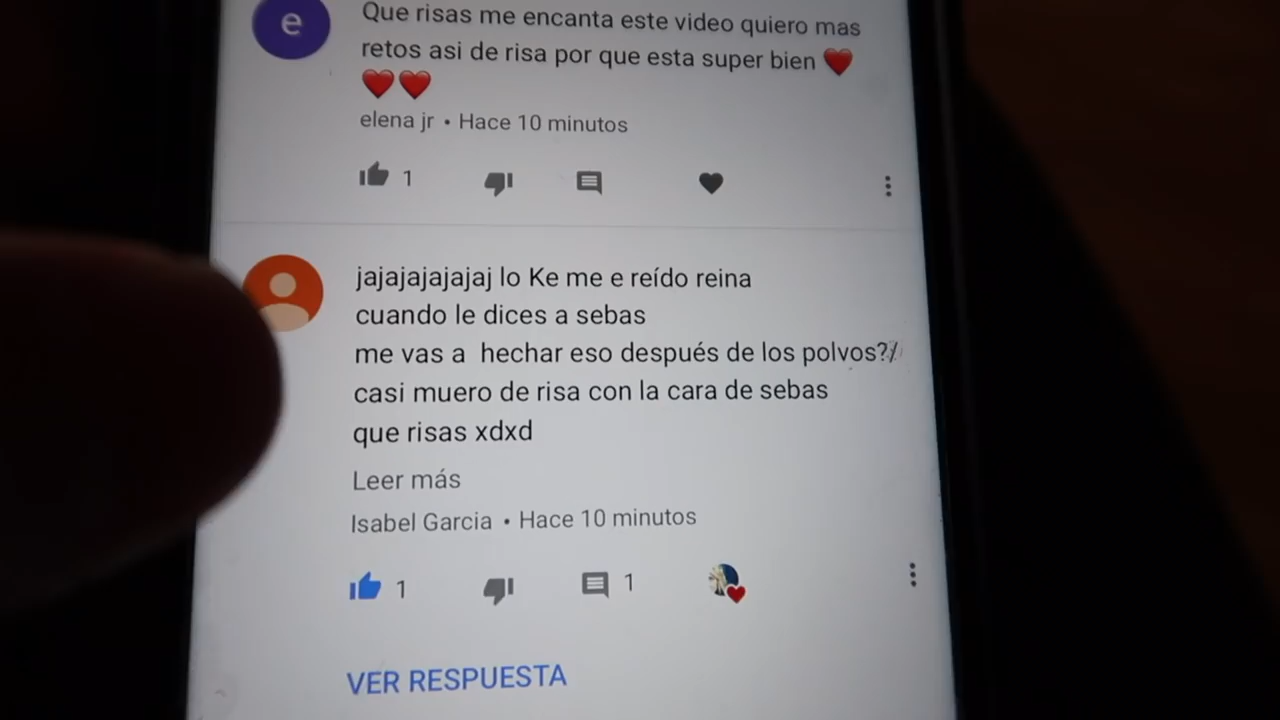 e
Que risas me encanta este video quiero mas
retos asi de risa por que esta super bien ❤️
❤️❤️
elena jr • Hace 10 minutos
1
jajajajajajaj lo Ke me e reído reina
cuando le dices a sebas
me vas a  hechar eso después de los polvos?/
casi muero de risa con la cara de sebas
que risas xdxd
Leer más
Isabel Garcia • Hace 10 minutos
1 1
VER RESPUESTA